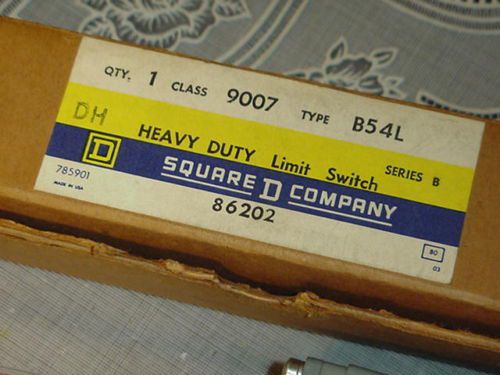 QTY. 1 CLASS 9007 TYPE B54L
DH
HEAVY DUTY Limit Switch SERIES B
D
SQUARE D COMPANY
785901
MADE IN USA
86202
80
03